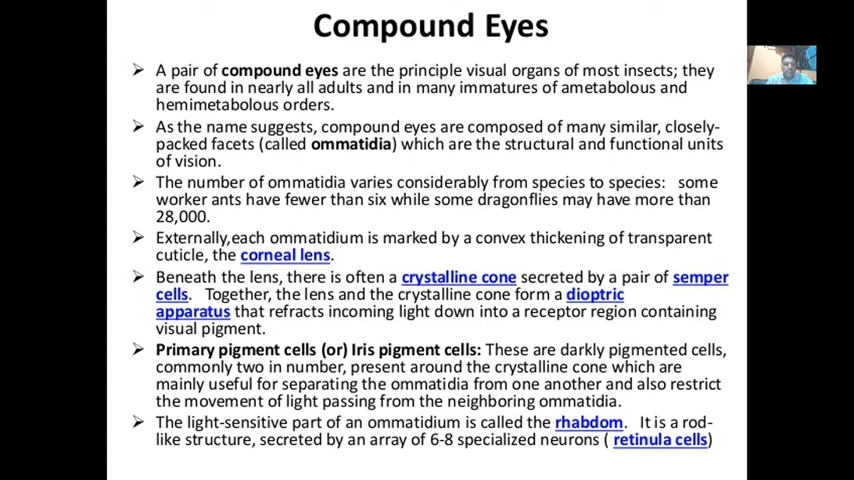 Compound Eyes
➢ A pair of compound eyes are the principle visual organs of most insects; they
are found in nearly all adults and in many immatures of ametabolous and
hemimetabolous orders.
➢ As the name suggests, compound eyes are composed of many similar, closely-
packed facets (called ommatidia) which are the structural and functional units
of vision.
➢ The number of ommatidia varies considerably from species to species: some
worker ants have fewer than six while some dragonflies may have more than
28,000.
➢ Externally,each ommatidium is marked by a convex thickening of transparent
cuticle, the corneal lens.
➢ Beneath the lens, there is often a crystalline cone secreted by a pair of semper
cells. Together, the lens and the crystalline cone form a dioptric
apparatus that refracts incoming light down into a receptor region containing
visual pigment.
➢ Primary pigment cells (or) Iris pigment cells: These are darkly pigmented cells,
commonly two in number, present around the crystalline cone which are
mainly useful for separating the ommatidia from one another and also restrict
the movement of light passing from the neighboring ommatidia.
➢ The light-sensitive part of an ommatidium is called the rhabdom. It is a rod-
like structure, secreted by an array of 6-8 specialized neurons ( retinula cells)